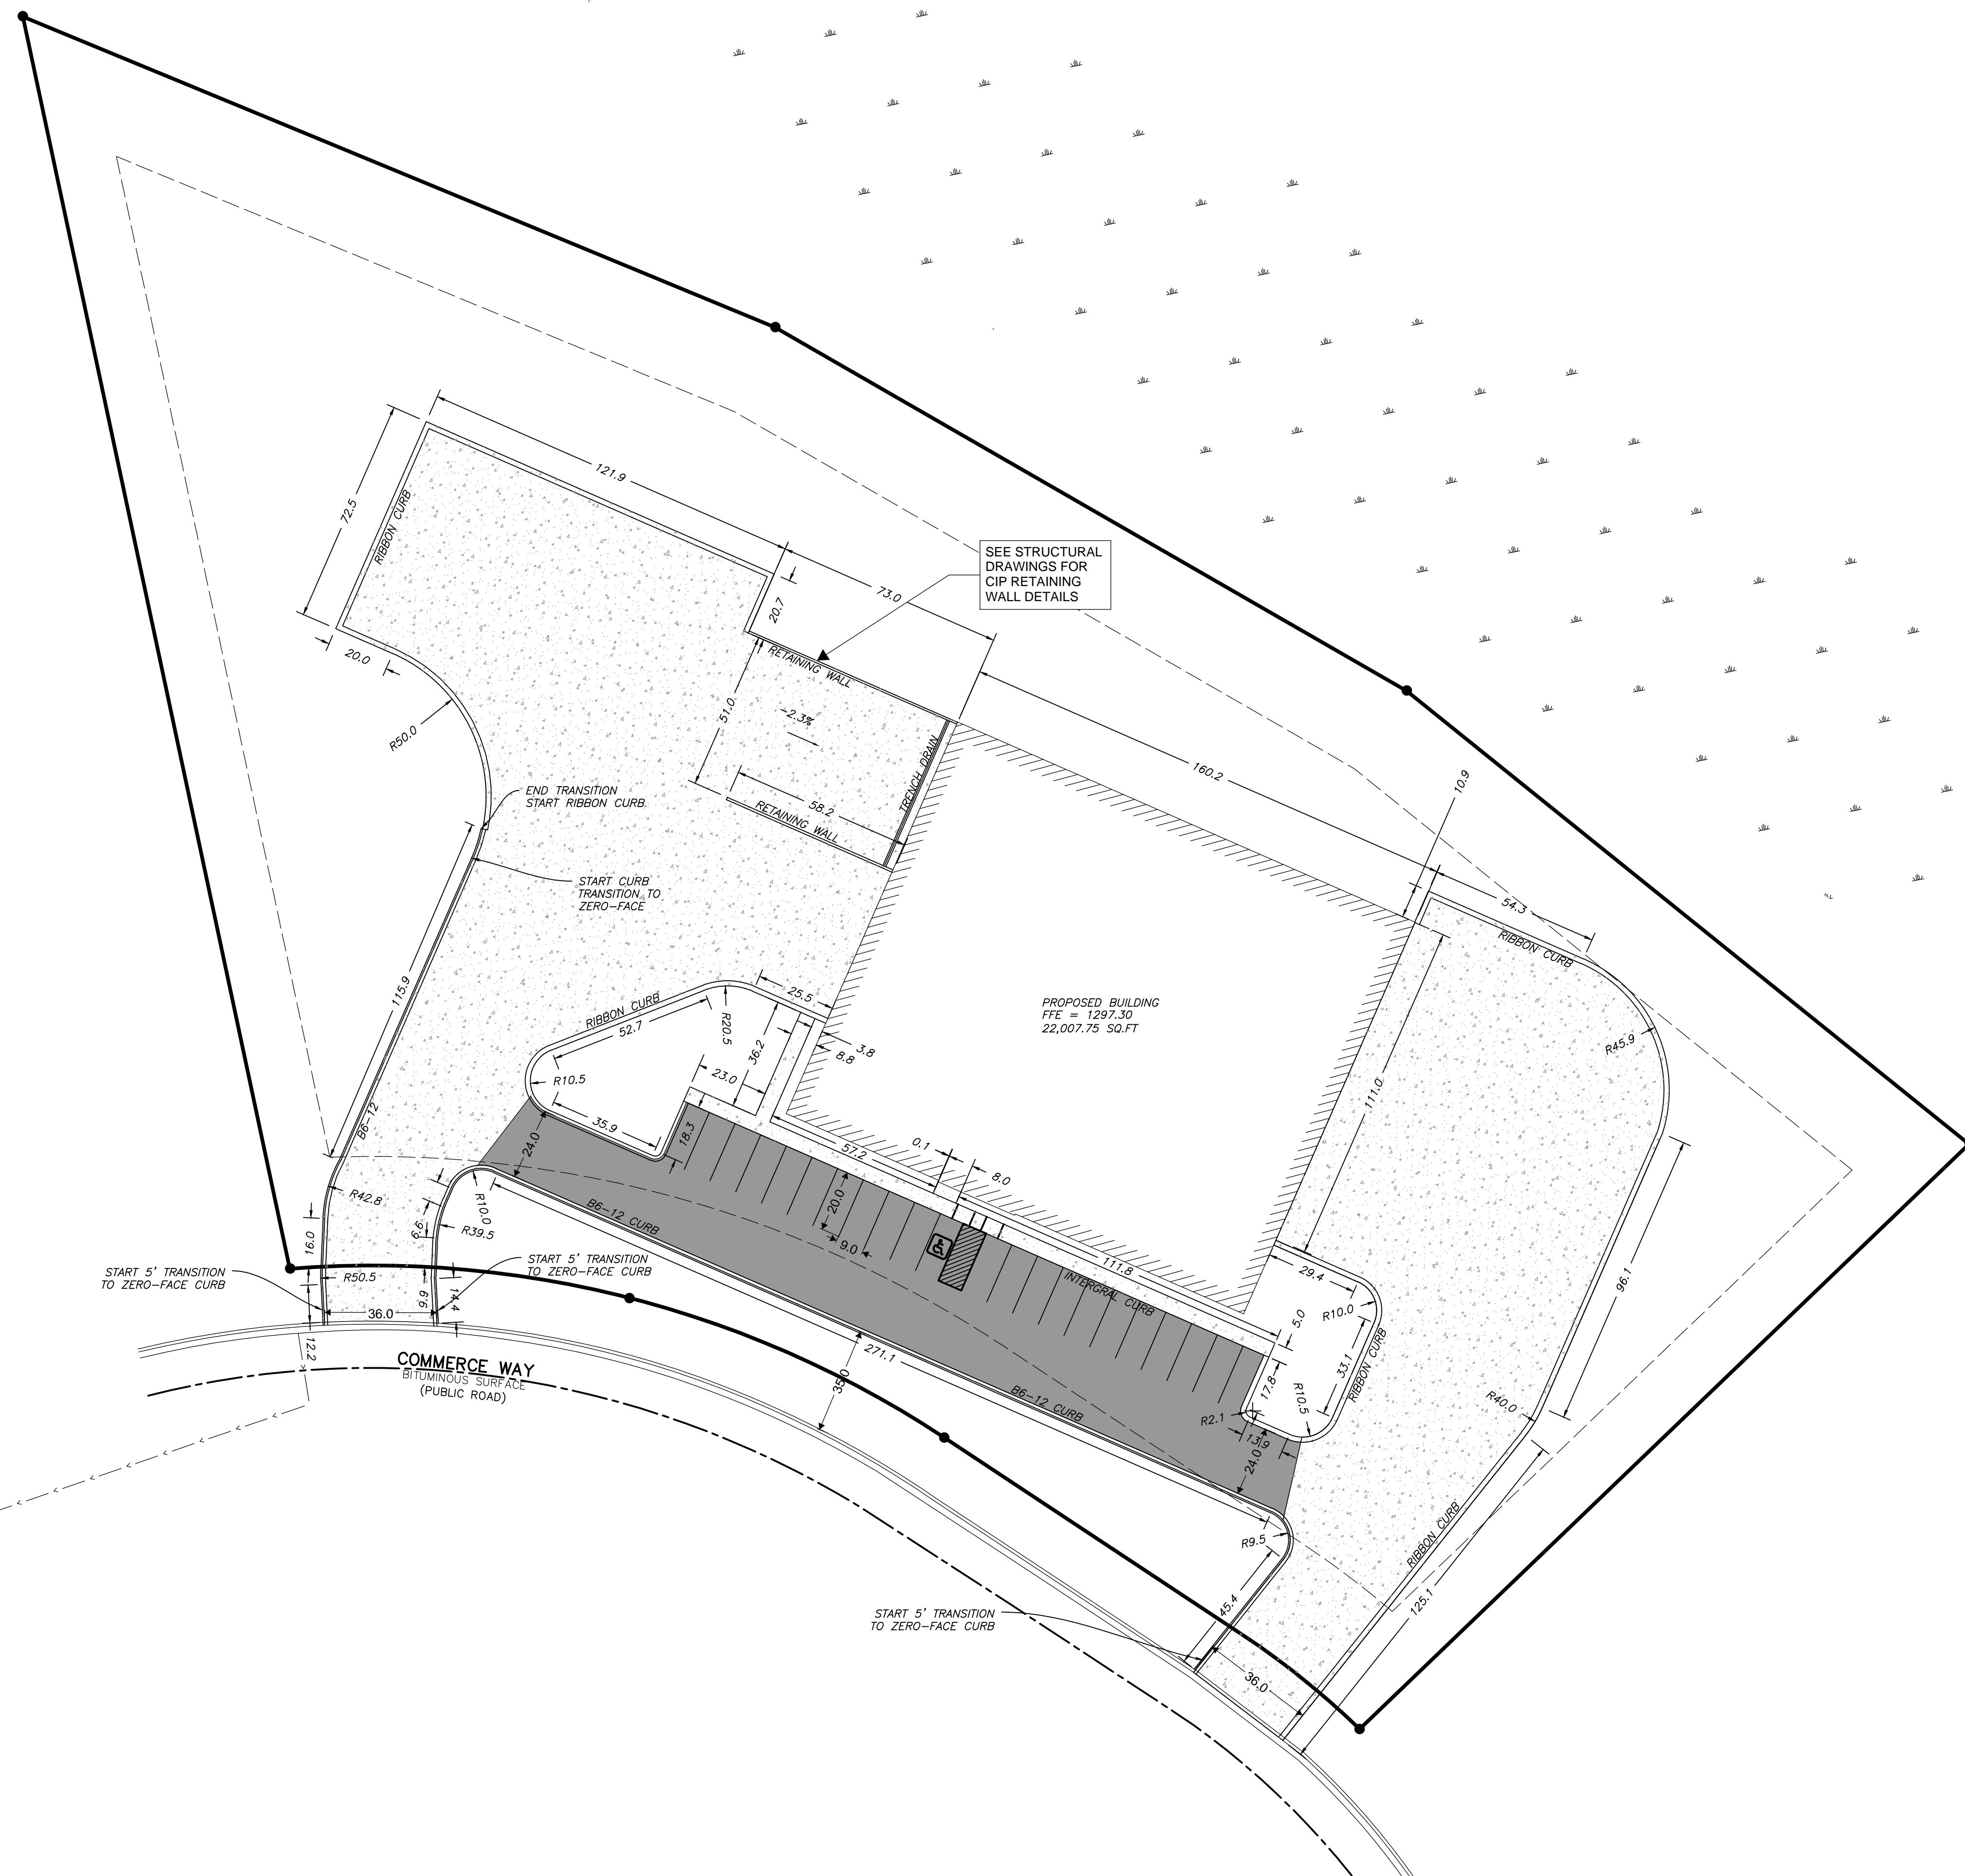 121.9
72.5
RIBBON CURB
SEE STRUCTURAL
DRAWINGS FOR
CIP RETAINING
WALL DETAILS
73.0
20.7
20.0
RETAINING WALL
51.0
-2.3%
R50.0
TRENCH DRAIN
160.2
10.9
END TRANSITION
START RIBBON CURB
58.2
RETAINING WALL
START CURB
TRANSITION TO
ZERO-FACE
54.3
RIBBON CURB
115.9
25.5
RIBBON CURB
52.7
R20.5
36.2
3.8
8.8
PROPOSED BUILDING
FFE = 1297.30
22,007.75 SQ.FT
R45.9
23.0
R10.5
111.0
B6-12
35.9
18.3
24.0
0.1
57.2
8.0
R42.8
R10.0
20.0
B6-12 CURB
6.6
R39.5
9.0
16.0
START 5' TRANSITION
TO ZERO-FACE CURB
R50.5
START 5' TRANSITION
TO ZERO-FACE CURB
9.9
14.4
36.0
12.2
111.8
INTERGRAL CURB
29.4
R10.0
5.0
96.1
COMMERCE WAY
BITUMINOUS SURFACE
(PUBLIC ROAD)
271.1
35.0
33.1
RIBBON CURB
17.8
R10.5
B6-12 CURB
R2.1
13.9
24.0
R40.0
R9.5
RIBBON CURB
45.4
125.1
START 5' TRANSITION
TO ZERO-FACE CURB
36.0